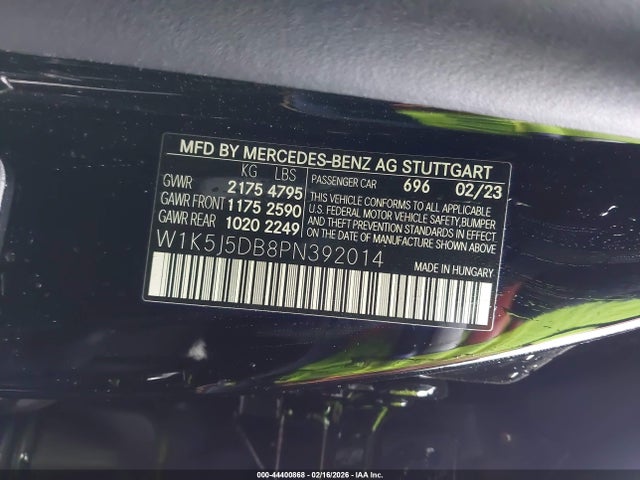 MFD BY MERCEDES-BENZ AG STUTTGART
KG LBS
GVWR 2175 4795
GAWR FRONT 1175 2590
GAWR REAR 1020 2249
PASSENGER CAR 696 02/23
THIS VEHICLE CONFORMS TO ALL APPLICABLE
U.S. FEDERAL MOTOR VEHICLE SAFETY, BUMPER
AND THEFT PREVENTION STANDARDS IN EFFECT
ON THE DATE OF MANUFACTURE SHOWN ABOVE.
W1K5J5DB8PN392014
MADE IN HUNGARY
000-44400868 - 02/16/2026 - IAA Inc.